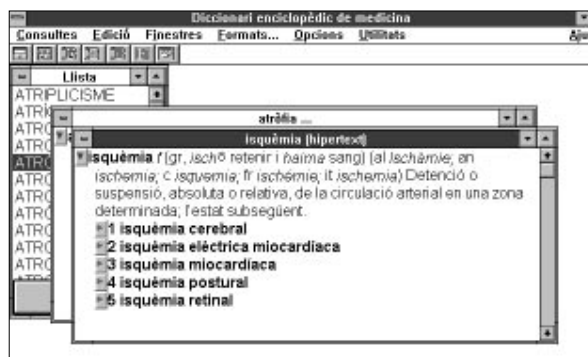 Diccionari enciclopèdic de medicina
Consultes Edició Finestres Formats... Opcions Utilitats Aju
Llista
ATRIPLICISME
atròfia ...
isquèmia (hipertext)
isquèmia f (gr, ischō retenir i haima sang) (al Ischämie; an
ischemia; c isquemia; fr ischémie; it ischemia) Detenció o
suspensió, absoluta o relativa, de la circulació arterial en una zona
determinada; l'estat subsegüent.
1 isquèmia cerebral
2 isquèmia elèctrica miocardíaca
3 isquèmia miocardíaca
4 isquèmia postural
5 isquèmia retinal